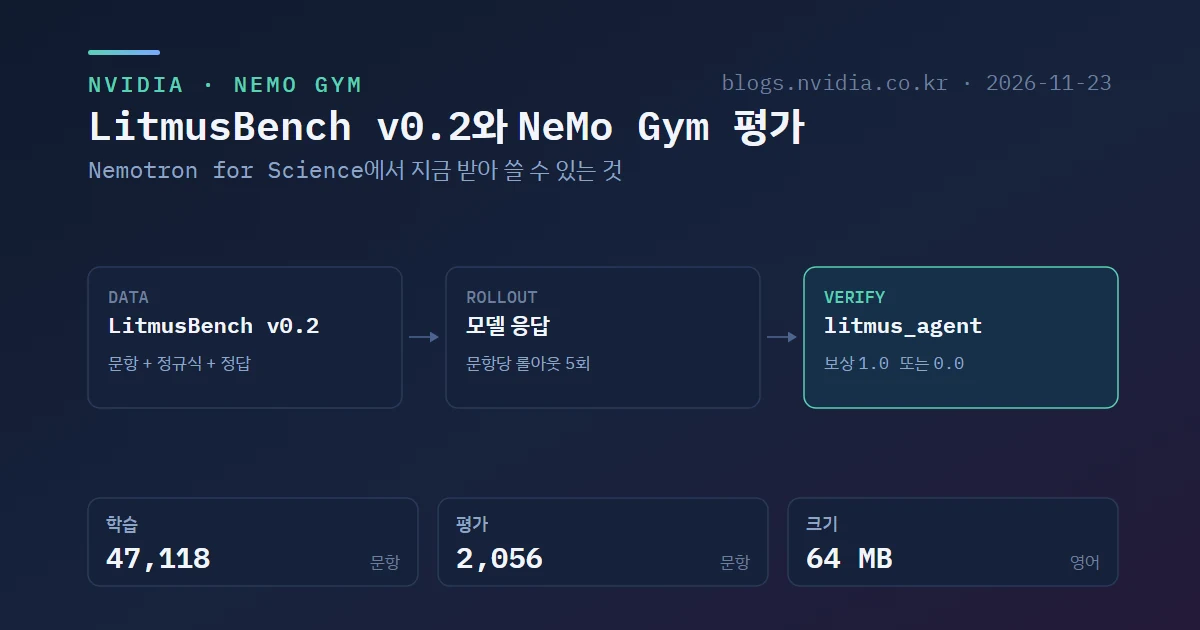 NVIDIA · NEMO GYM
blogs.nvidia.co.kr · 2026-11-23
LitmusBench v0.2와 NeMo Gym 평가
Nemotron for Science에서 지금 받아 쓸 수 있는 것
DATA
LitmusBench v0.2
문항 + 정규식 + 정답
ROLLOUT
모델 응답
문항당 롤아웃 5회
VERIFY
litmus_agent
보상 1.0 또는 0.0
학습
47,118 문항
평가
2,056 문항
크기
64 MB 영어